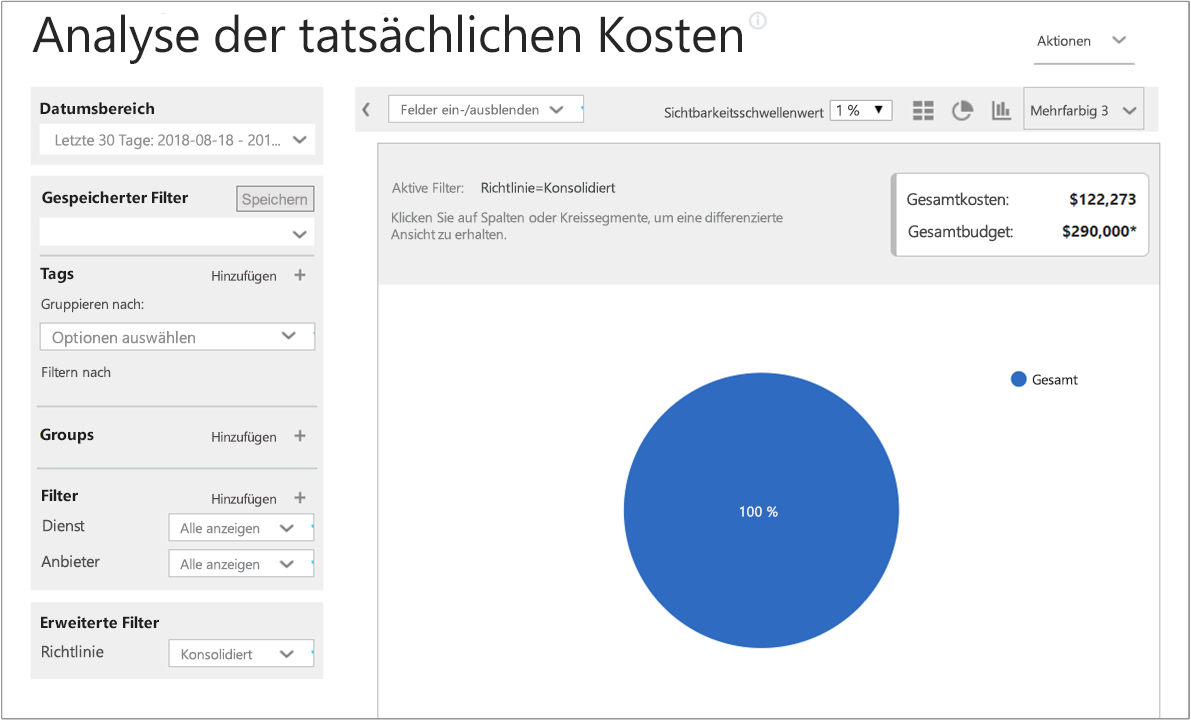 Analyse der tatsächlichen Kosten
Aktionen
Datumsbereich
Letzte 30 Tage: 2018-08-18 - 201...
Gespeicherter Filter
Speichern
Tags
Hinzufügen +
Gruppieren nach:
Optionen auswählen
Filtern nach
Groups
Hinzufügen +
Filter
Hinzufügen +
Dienst
Alle anzeigen
Anbieter
Alle anzeigen
Erweiterte Filter
Richtlinie
Konsolidiert
Felder ein-/ausblenden
Sichtbarkeitsschwellenwert
1 %
Mehrfarbig 3
Aktive Filter: Richtlinie=Konsolidiert
Klicken Sie auf Spalten oder Kreissegmente, um eine differenzierte
Ansicht zu erhalten.
Gesamtkosten: $122,273
Gesamtbudget: $290,000*
Gesamt
100 %